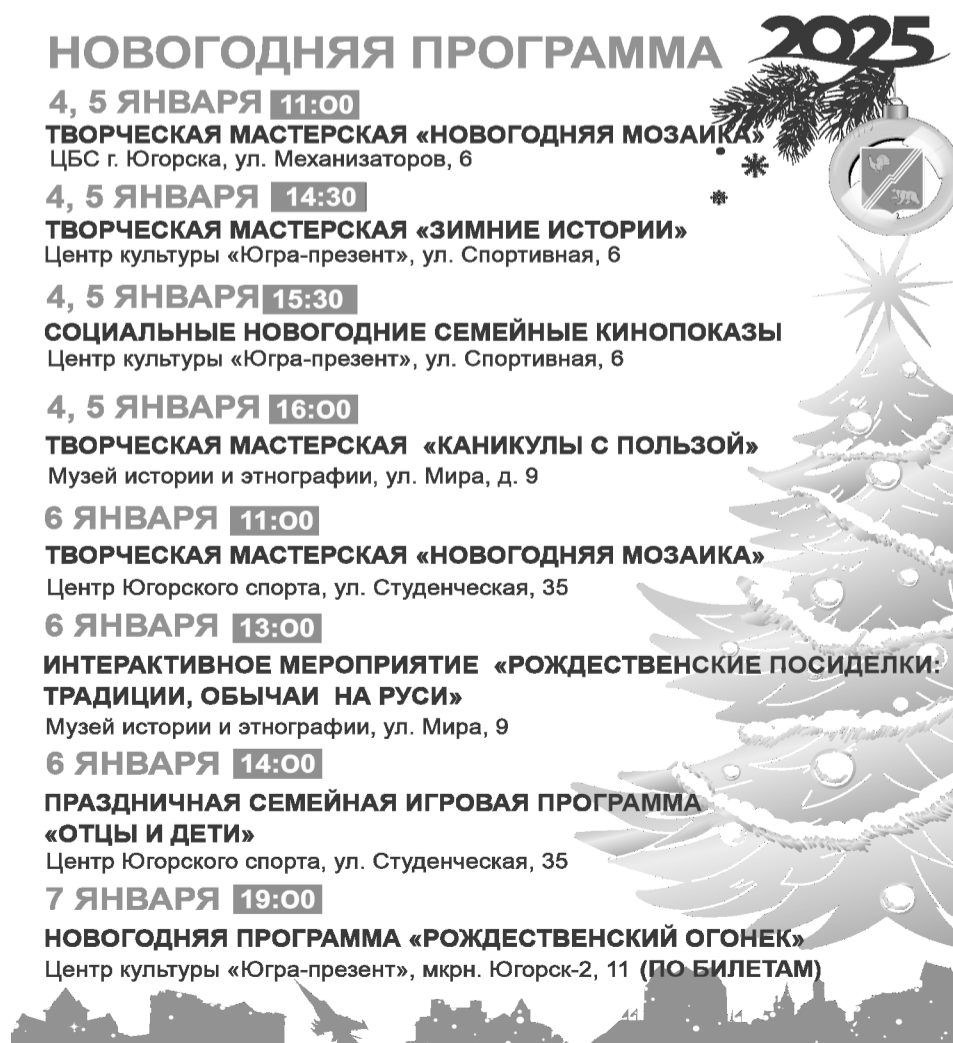 НОВОГОДНЯЯ ПРОГРАММА 2025
4, 5 ЯНВАРЯ 11:00
ТВОРЧЕСКАЯ МАСТЕРСКАЯ «НОВОГОДНЯЯ МОЗАИКА»
ЦБС г. Югорска, ул. Механизаторов, 6
4, 5 ЯНВАРЯ 14:30
ТВОРЧЕСКАЯ МАСТЕРСКАЯ «ЗИМНИЕ ИСТОРИИ»
Центр культуры «Югра-презент», ул. Спортивная, 6
4, 5 ЯНВАРЯ 15:30
СОЦИАЛЬНЫЕ НОВОГОДНИЕ СЕМЕЙНЫЕ КИНОПОКАЗЫ
Центр культуры «Югра-презент», ул. Спортивная, 6
4, 5 ЯНВАРЯ 16:00
ТВОРЧЕСКАЯ МАСТЕРСКАЯ «КАНИКУЛЫ С ПОЛЬЗОЙ»
Музей истории и этнографии, ул. Мира, д. 9
6 ЯНВАРЯ 11:00
ТВОРЧЕСКАЯ МАСТЕРСКАЯ «НОВОГОДНЯЯ МОЗАИКА»
Центр Югорского спорта, ул. Студенческая, 35
6 ЯНВАРЯ 13:00
ИНТЕРАКТИВНОЕ МЕРОПРИЯТИЕ «РОЖДЕСТВЕНСКИЕ ПОСИДЕЛКИ:
ТРАДИЦИИ, ОБЫЧАИ НА РУСИ»
Музей истории и этнографии, ул. Мира, 9
6 ЯНВАРЯ 14:00
ПРАЗДНИЧНАЯ СЕМЕЙНАЯ ИГРОВАЯ ПРОГРАММА
«ОТЦЫ И ДЕТИ»
Центр Югорского спорта, ул. Студенческая, 35
7 ЯНВАРЯ 19:00
НОВОГОДНЯЯ ПРОГРАММА «РОЖДЕСТВЕНСКИЙ ОГОНЕК»
Центр культуры «Югра-презент», мкрн. Югорск-2, 11 (ПО БИЛЕТАМ)